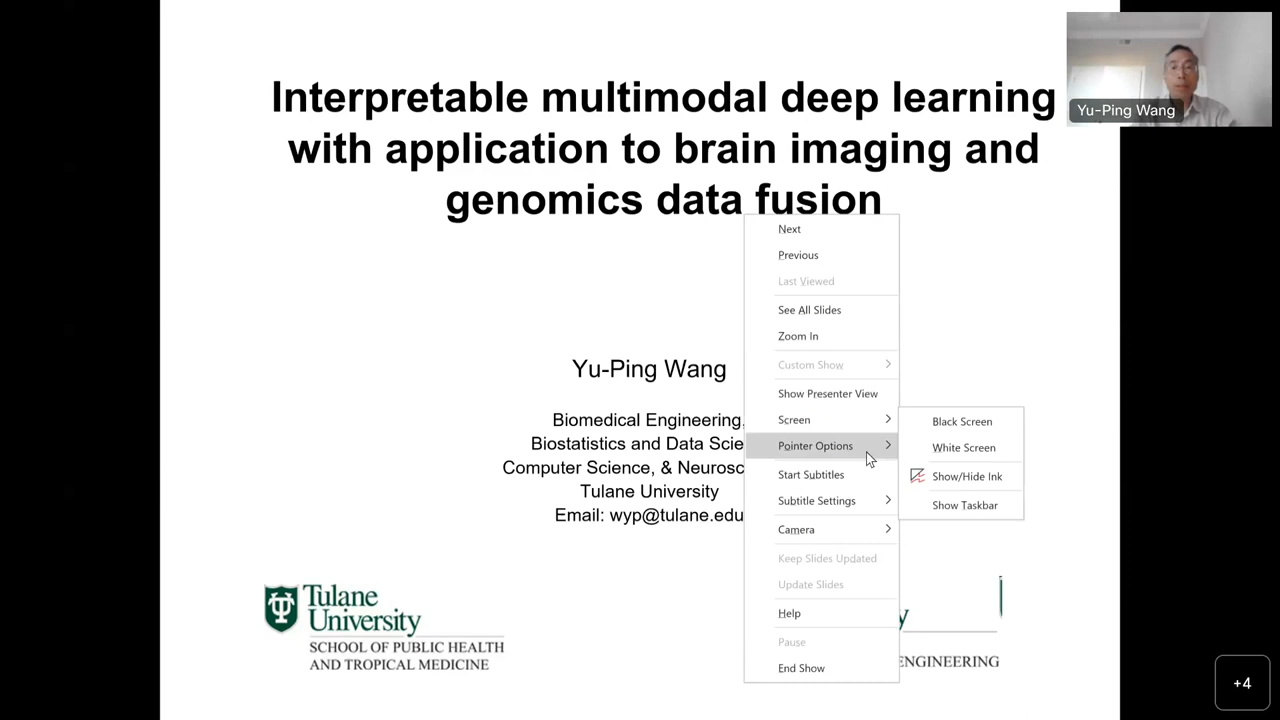 Interpretable multimodal deep learning
with application to brain imaging and
genomics data fusion
Yu-Ping Wang
Yu-Ping Wang
Biomedical Engineering,
Biostatistics and Data Scie
Computer Science, & Neurosc
Tulane University
Email: wyp@tulane.edu
Next
Previous
Last Viewed
See All Slides
Zoom In
Custom Show
Show Presenter View
Screen
Pointer Options
Start Subtitles
Subtitle Settings
Camera
Keep Slides Updated
Update Slides
Help
Pause
End Show
Black Screen
White Screen
Show/Hide Ink
Show Taskbar
Tulane
University
SCHOOL OF PUBLIC HEALTH
AND TROPICAL MEDICINE
y
ENGINEERING
+4